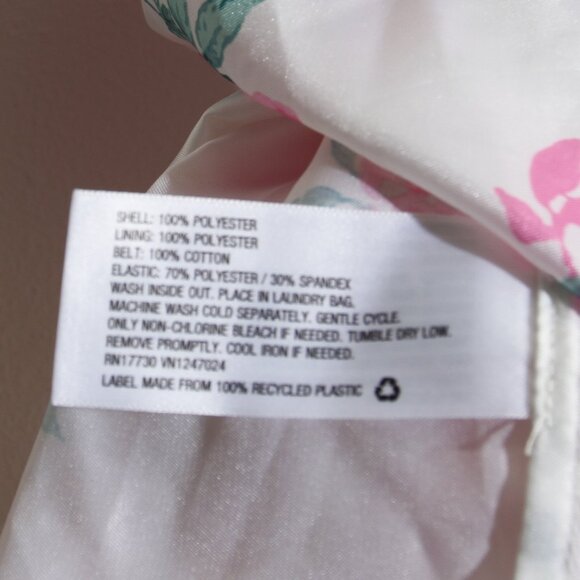 SHELL: 100% POLYESTER
LINING: 100% POLYESTER
BELT: 100% COTTON
ELASTIC: 70% POLYESTER / 30% SPANDEX
WASH INSIDE OUT. PLACE IN LAUNDRY BAG.
MACHINE WASH COLD SEPARATELY. GENTLE CYCLE.
ONLY NON-CHLORINE BLEACH IF NEEDED. TUMBLE DRY LOW.
REMOVE PROMPTLY. COOL IRON IF NEEDED.
RN17730 VN1247024
LABEL MADE FROM 100% RECYCLED PLASTIC